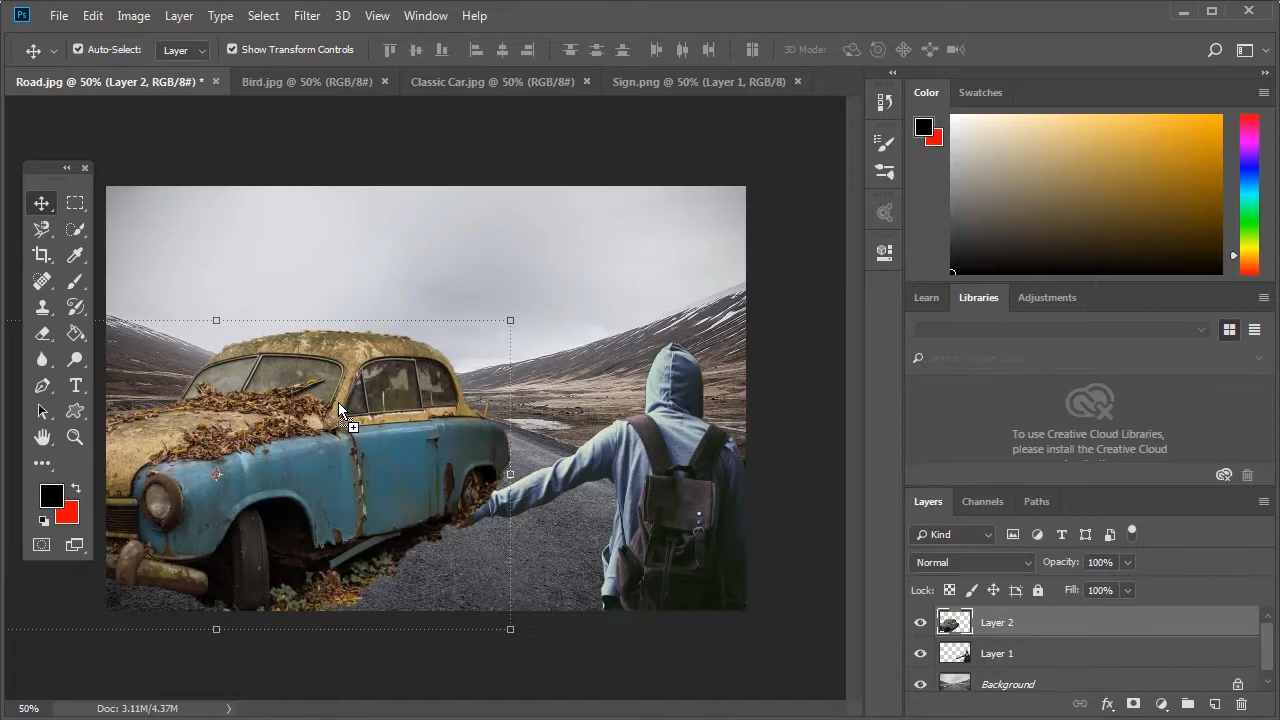 Ps File Edit Image Layer Type Select Filter 3D View Window Help
Auto-Select: Layer Show Transform Controls 3D Mode:
Road.jpg @ 50% (Layer 2, RGB/8#) * Bird.jpg @ 50% (RGB/8#) Classic Car.jpg @ 50% (RGB/8#) Sign.png @ 50% (Layer 1, RGB/8)
Color Swatches
Learn Libraries Adjustments
To use Creative Cloud Libraries,
please install the Creative Cloud
Layers Channels Paths
Kind
Normal Opacity: 100%
Lock: Fill: 100%
Layer 2
Layer 1
Background
50% Doc: 3.11M/4.37M